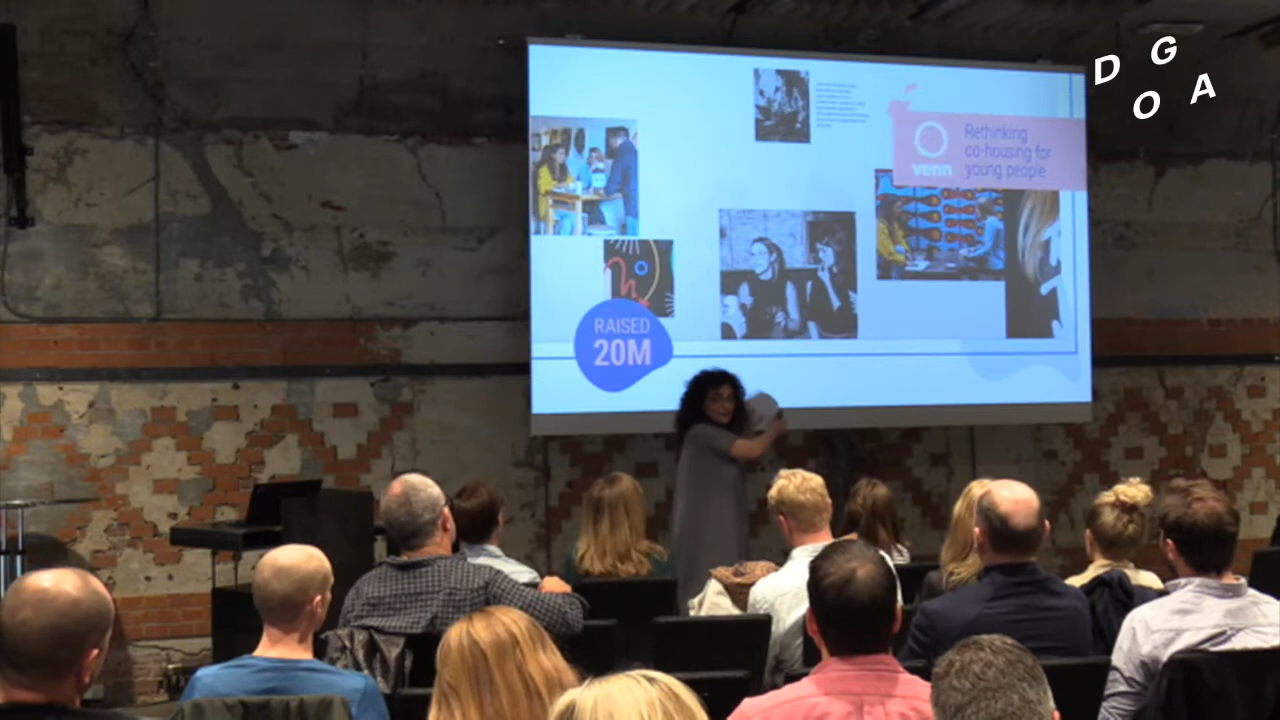 D G
O A
Rethinking
co-housing for
young people
venn
RAISED
20M